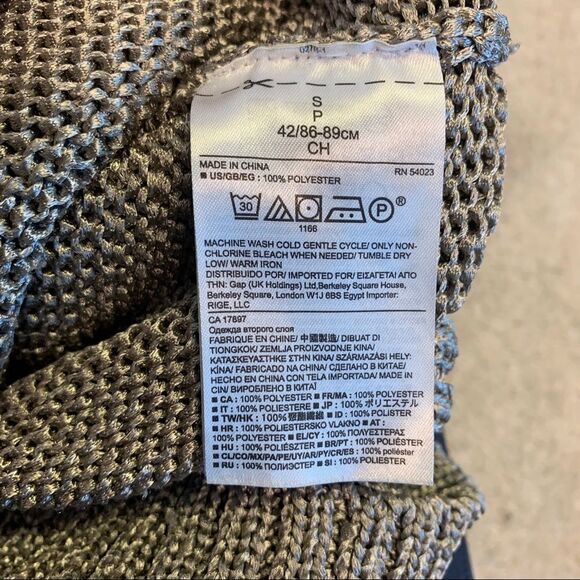 S
P
42/86-89CM
CH
MADE IN CHINA RN 54023
■ US/GB/EG : 100% POLYESTER
30 P ®
1166
MACHINE WASH COLD GENTLE CYCLE/ ONLY NON-
CHLORINE BLEACH WHEN NEEDED/ TUMBLE DRY
LOW/ WARM IRON
DISTRIBUIDO POR/ IMPORTED FOR/ ΕΙΣΑΓΕΤΑΙ ΑΠΟ
ΤΗΝ: Gap (UK Holdings) Ltd,Berkeley Square House,
Berkeley Square, London W1J 6BS Egypt Importer:
RIGE, LLC
CA 17897
Одежда второго слоя
FABRIQUE EN CHINE/ 中國製造/ DIBUAT DI
TIONGKOK/ ZEMLJA PROIZVODNJE KINA/
ΚΑΤΑΣΚΕΥΑΣΤΗΚΕ ΣΤΗΝ ΚΙΝΑ/ SZÁRMAZÁSI HELY:
KÍNA/ FABRICADO NA CHINA/ СДЕЛАНО В КИТАЕ/
HECHO EN CHINA CON TELA IMPORTADA/ MADE IN
CIN/ ВИРОБЛЕНО В КИТАЇ
■ CA : 100% POLYESTER ■ FR/MA : 100% POLYESTER
■ IT : 100% POLIESTERE ■ JP : 100% ポリエステル
■ TW/HK : 100% 聚酯纖維 ■ ID : 100% POLISTER
■ HR : 100% POLIESTERSKO VLAKNO ■ AT :
100% POLYESTER ■ EL/CY : 100% ΠΟΛΥΕΣΤΕΡΑΣ
■ HU : 100% POLIÉSZTER ■ BR/PT : 100% POLIÉSTER
■ CL/CO/MX/PA/PE/UY/AR/PY/CR/ES : 100% poliéster
■ RU : 100% ПОЛИЭСТЕР ■ SI : 100% POLIESTER